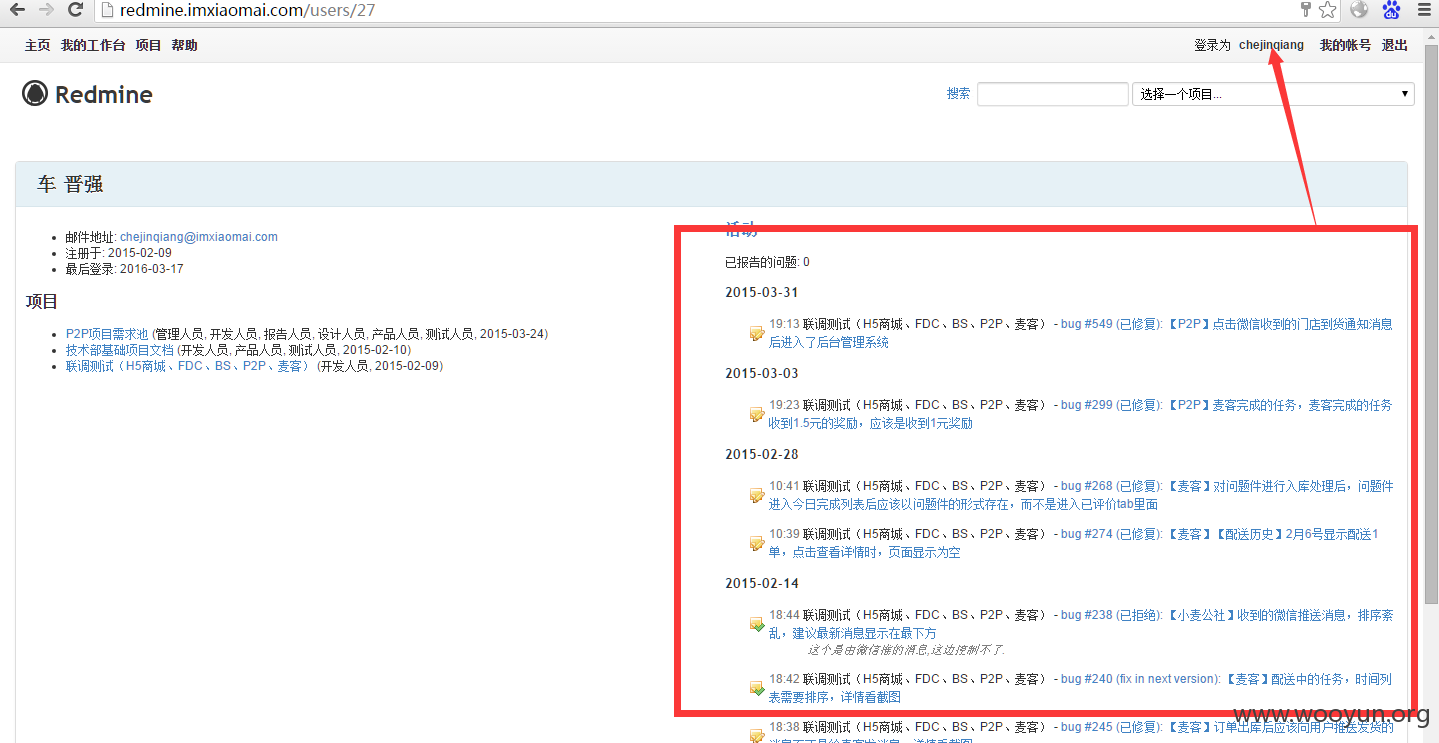 redmine.imxiaomai.com/users/27
主页 我的工作台 项目 帮助
登录为 chejinqiang 我的帐号 退出
Redmine
搜索 选择一个项目...
车 晋强
邮件地址: chejinqiang@imxiaomai.com
注册于: 2015-02-09
最后登录: 2016-03-17
项目
P2P项目需求池 (管理人员, 开发人员, 报告人员, 设计人员, 产品人员, 测试人员, 2015-03-24)
技术部基础项目文档 (开发人员, 产品人员, 测试人员, 2015-02-10)
联调测试（H5商城、FDC、BS、P2P、麦客） (开发人员, 2015-02-09)
活动
已报告的问题: 0
2015-03-31
19:13 联调测试（H5商城、FDC、BS、P2P、麦客） - bug #549 (已修复): 【P2P】点击微信收到的门店到货通知消息
后进入了后台管理系统
2015-03-03
19:23 联调测试（H5商城、FDC、BS、P2P、麦客） - bug #299 (已修复): 【P2P】麦客完成的任务，麦客完成的任务
收到1.5元的奖励，应该是收到1元奖励
2015-02-28
10:41 联调测试（H5商城、FDC、BS、P2P、麦客） - bug #268 (已修复): 【麦客】对问题件进行入库处理后，问题件
进入今日完成列表后应该以问题件的形式存在，而不是进入已评价tab里面
10:39 联调测试（H5商城、FDC、BS、P2P、麦客） - bug #274 (已修复): 【麦客】【配送历史】2月6号显示配送1
单，点击查看详情时，页面显示为空
2015-02-14
18:44 联调测试（H5商城、FDC、BS、P2P、麦客） - bug #238 (已拒绝): 【小麦公社】收到的微信推送消息，排序紊
乱，建议最新消息显示在最下方
这个是由微信推的消息,这边控制不了.
18:42 联调测试（H5商城、FDC、BS、P2P、麦客） - bug #240 (fix in next version): 【麦客】配送中的任务，时间列
表需要排序，详情看截图
18:38 联调测试（H5商城、FDC、BS、P2P、麦客） - bug #245 (已修复): 【麦客】订单出库后应该向用户推送发货的
www.wooyun.org